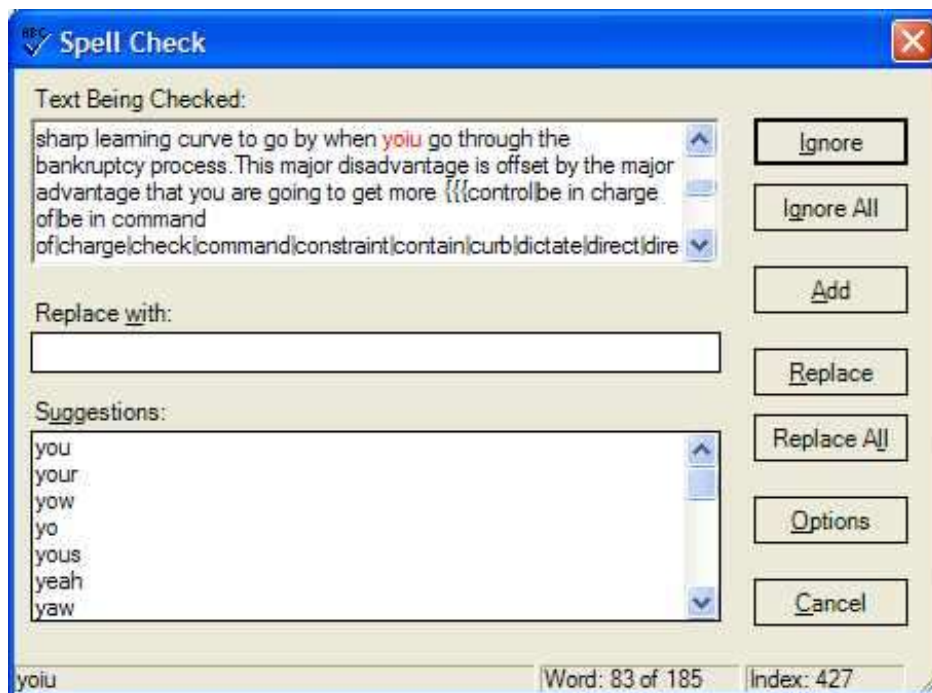 ABC
Spell Check
Text Being Checked:
sharp learning curve to go by when yoiu go through the
bankruptcy process.This major disadvantage is offset by the major
advantage that you are going to get more {{{control|be in charge
of|be in command
of|charge|check|command|constraint|contain|curb|dictate|direct|dire
Replace with:
Suggestions:
you
your
yow
yo
yous
yeah
yaw
Ignore
Ignore All
Add
Replace
Replace All
Options
Cancel
yoiu
Word: 83 of 185
Index: 427